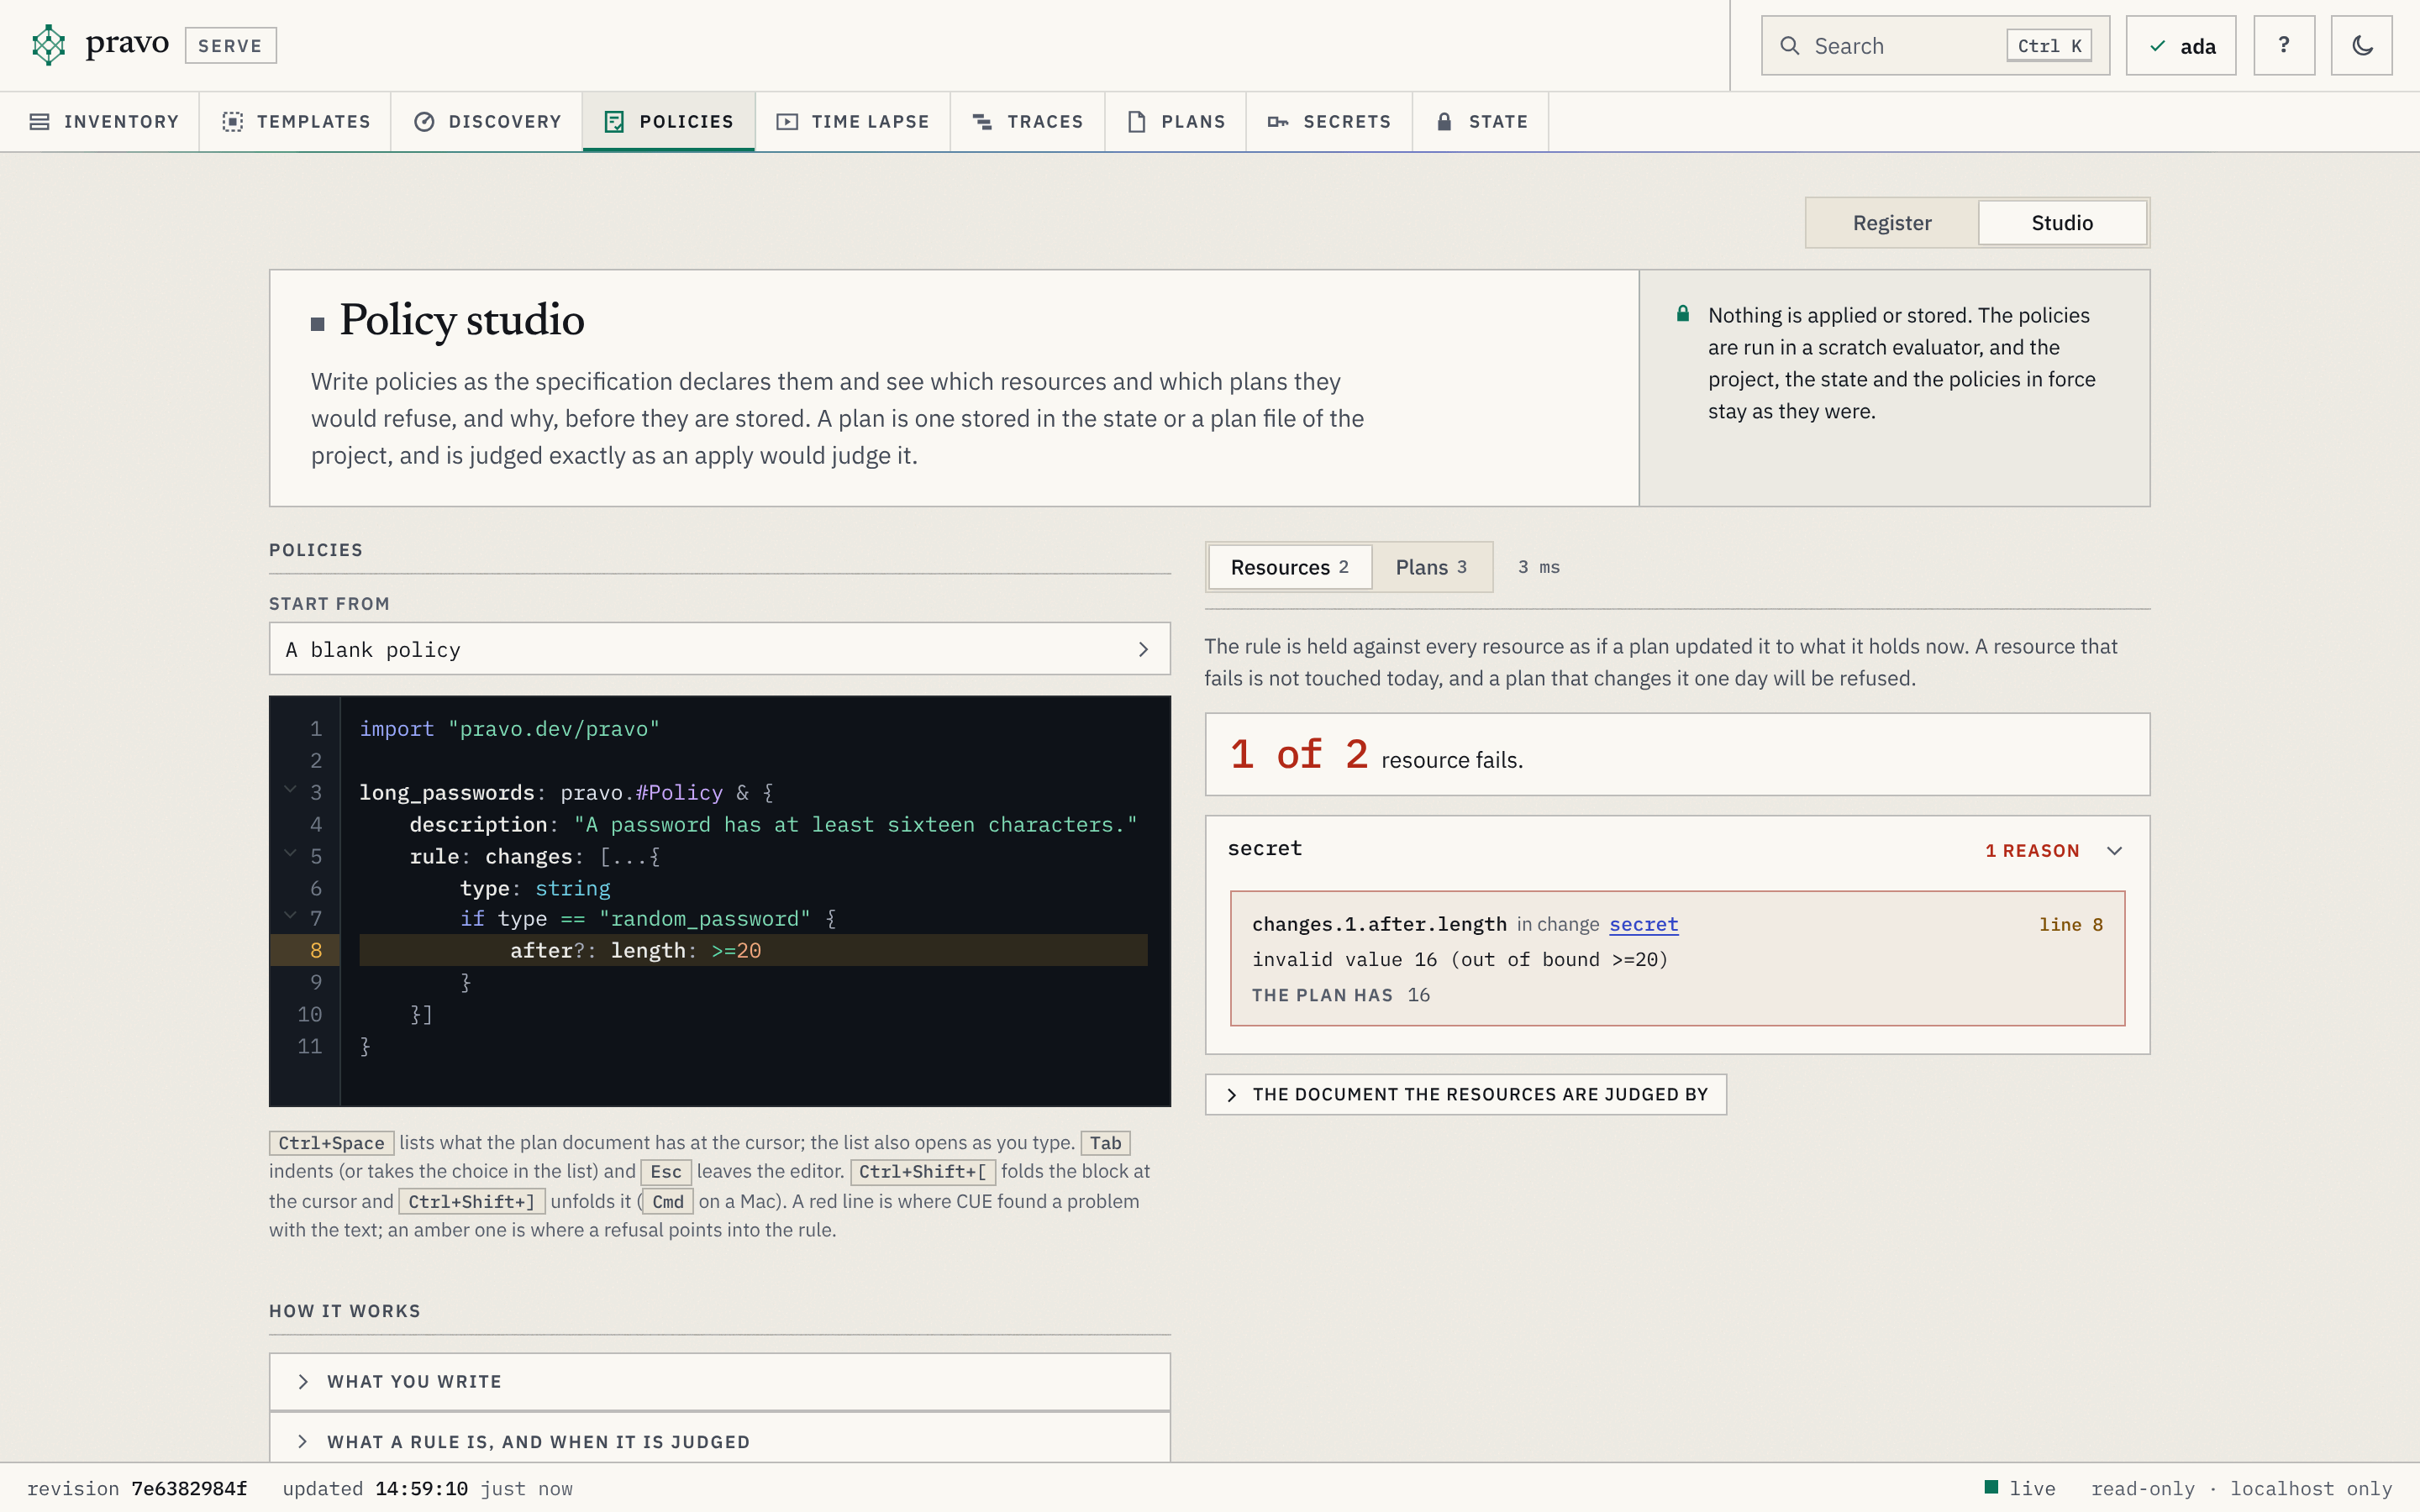 pravo SERVE
Search Ctrl K ada ?
INVENTORY TEMPLATES DISCOVERY POLICIES TIME LAPSE TRACES PLANS SECRETS STATE
Register Studio
Policy studio
Write policies as the specification declares them and see which resources and which plans they
would refuse, and why, before they are stored. A plan is one stored in the state or a plan file of the
project, and is judged exactly as an apply would judge it.
Nothing is applied or stored. The policies
are run in a scratch evaluator, and the
project, the state and the policies in force
stay as they were.
POLICIES
START FROM
A blank policy
1 import "pravo.dev/pravo"
2
3 long_passwords: pravo.#Policy & {
4     description: "A password has at least sixteen characters."
5     rule: changes: [...{
6         type: string
7         if type == "random_password" {
8             after?: length: >=20
9         }
10     }]
11 }
Ctrl+Space lists what the plan document has at the cursor; the list also opens as you type. Tab
indents (or takes the choice in the list) and Esc leaves the editor. Ctrl+Shift+[ folds the block at
the cursor and Ctrl+Shift+] unfolds it (Cmd on a Mac). A red line is where CUE found a problem
with the text; an amber one is where a refusal points into the rule.
HOW IT WORKS
WHAT YOU WRITE
WHAT A RULE IS, AND WHEN IT IS JUDGED
Resources 2 Plans 3 3 ms
The rule is held against every resource as if a plan updated it to what it holds now. A resource that
fails is not touched today, and a plan that changes it one day will be refused.
1 of 2 resource fails.
secret 1 REASON
changes.1.after.length in change secret line 8
invalid value 16 (out of bound >=20)
THE PLAN HAS 16
THE DOCUMENT THE RESOURCES ARE JUDGED BY
revision 7e6382984f updated 14:59:10 just now
live read-only · localhost only